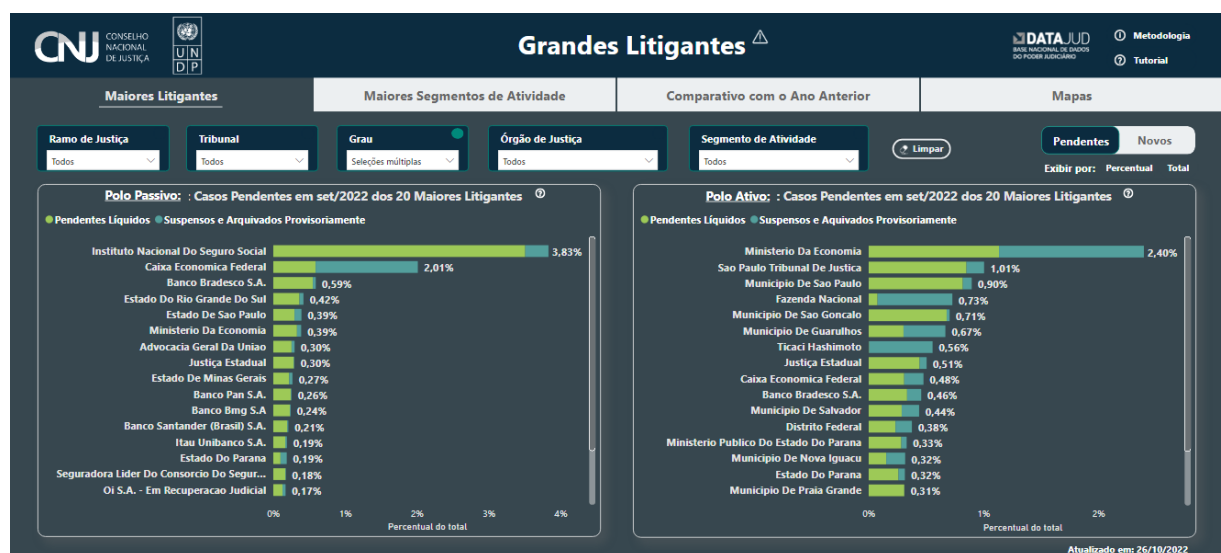 CNJ
CONSELHO
NACIONAL
DE JUSTIÇA
U N
D P
Grandes Litigantes
DATAJUD
BASE NACIONAL DE DADOS
DO PODER JUDICIÁRIO
Metodologia
Tutorial
Maiores Litigantes
Maiores Segmentos de Atividade
Comparativo com o Ano Anterior
Mapas
Ramo de Justiça
Todos
Tribunal
Todos
Grau
Seleções múltiplas
Órgão de Justiça
Todos
Segmento de Atividade
Todos
Limpar
Pendentes
Novos
Exibir por: Percentual Total
Polo Passivo: : Casos Pendentes em set/2022 dos 20 Maiores Litigantes
Pendentes Líquidos Suspensos e Arquivados Provisoriamente
Instituto Nacional Do Seguro Social 3,83%
Caixa Economica Federal 2,01%
Banco Bradesco S.A. 0,59%
Estado Do Rio Grande Do Sul 0,42%
Estado De Sao Paulo 0,39%
Ministerio Da Economia 0,39%
Advocacia Geral Da Uniao 0,30%
Justiça Estadual 0,30%
Estado De Minas Gerais 0,27%
Banco Pan S.A. 0,26%
Banco Bmg S.A 0,24%
Banco Santander (Brasil) S.A. 0,21%
Itau Unibanco S.A. 0,19%
Estado Do Parana 0,19%
Seguradora Lider Do Consorcio Do Segur... 0,18%
Oi S.A. - Em Recuperacao Judicial 0,17%
0% 1% 2% 3% 4%
Percentual do total
Polo Ativo: : Casos Pendentes em set/2022 dos 20 Maiores Litigantes
Pendentes Líquidos Suspensos e Aquivados Provisoriamente
Ministerio Da Economia 2,40%
Sao Paulo Tribunal De Justica 1,01%
Municipio De Sao Paulo 0,90%
Fazenda Nacional 0,73%
Municipio De Sao Goncalo 0,71%
Municipio De Guarulhos 0,67%
Ticaci Hashimoto 0,56%
Justiça Estadual 0,51%
Caixa Economica Federal 0,48%
Banco Bradesco S.A. 0,46%
Municipio De Salvador 0,44%
Distrito Federal 0,38%
Ministerio Publico Do Estado Do Parana 0,33%
Municipio De Nova Iguacu 0,32%
Estado Do Parana 0,32%
Municipio De Praia Grande 0,31%
0% 1% 2%
Percentual do total
Atualizado em: 26/10/2022